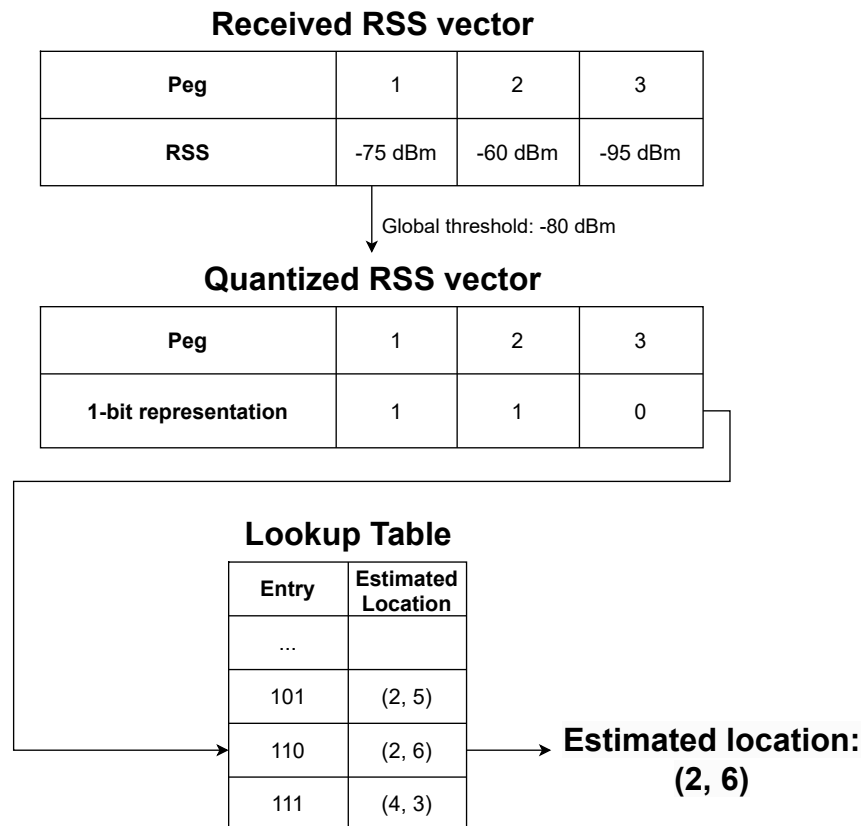 Received RSS vector
Peg 1 2 3
RSS -75 dBm -60 dBm -95 dBm
Global threshold: -80 dBm
Quantized RSS vector
Peg 1 2 3
1-bit representation 1 1 0
Lookup Table
Entry Estimated
Location
...
101 (2, 5)
110 (2, 6)
111 (4, 3)
Estimated location:
(2, 6)